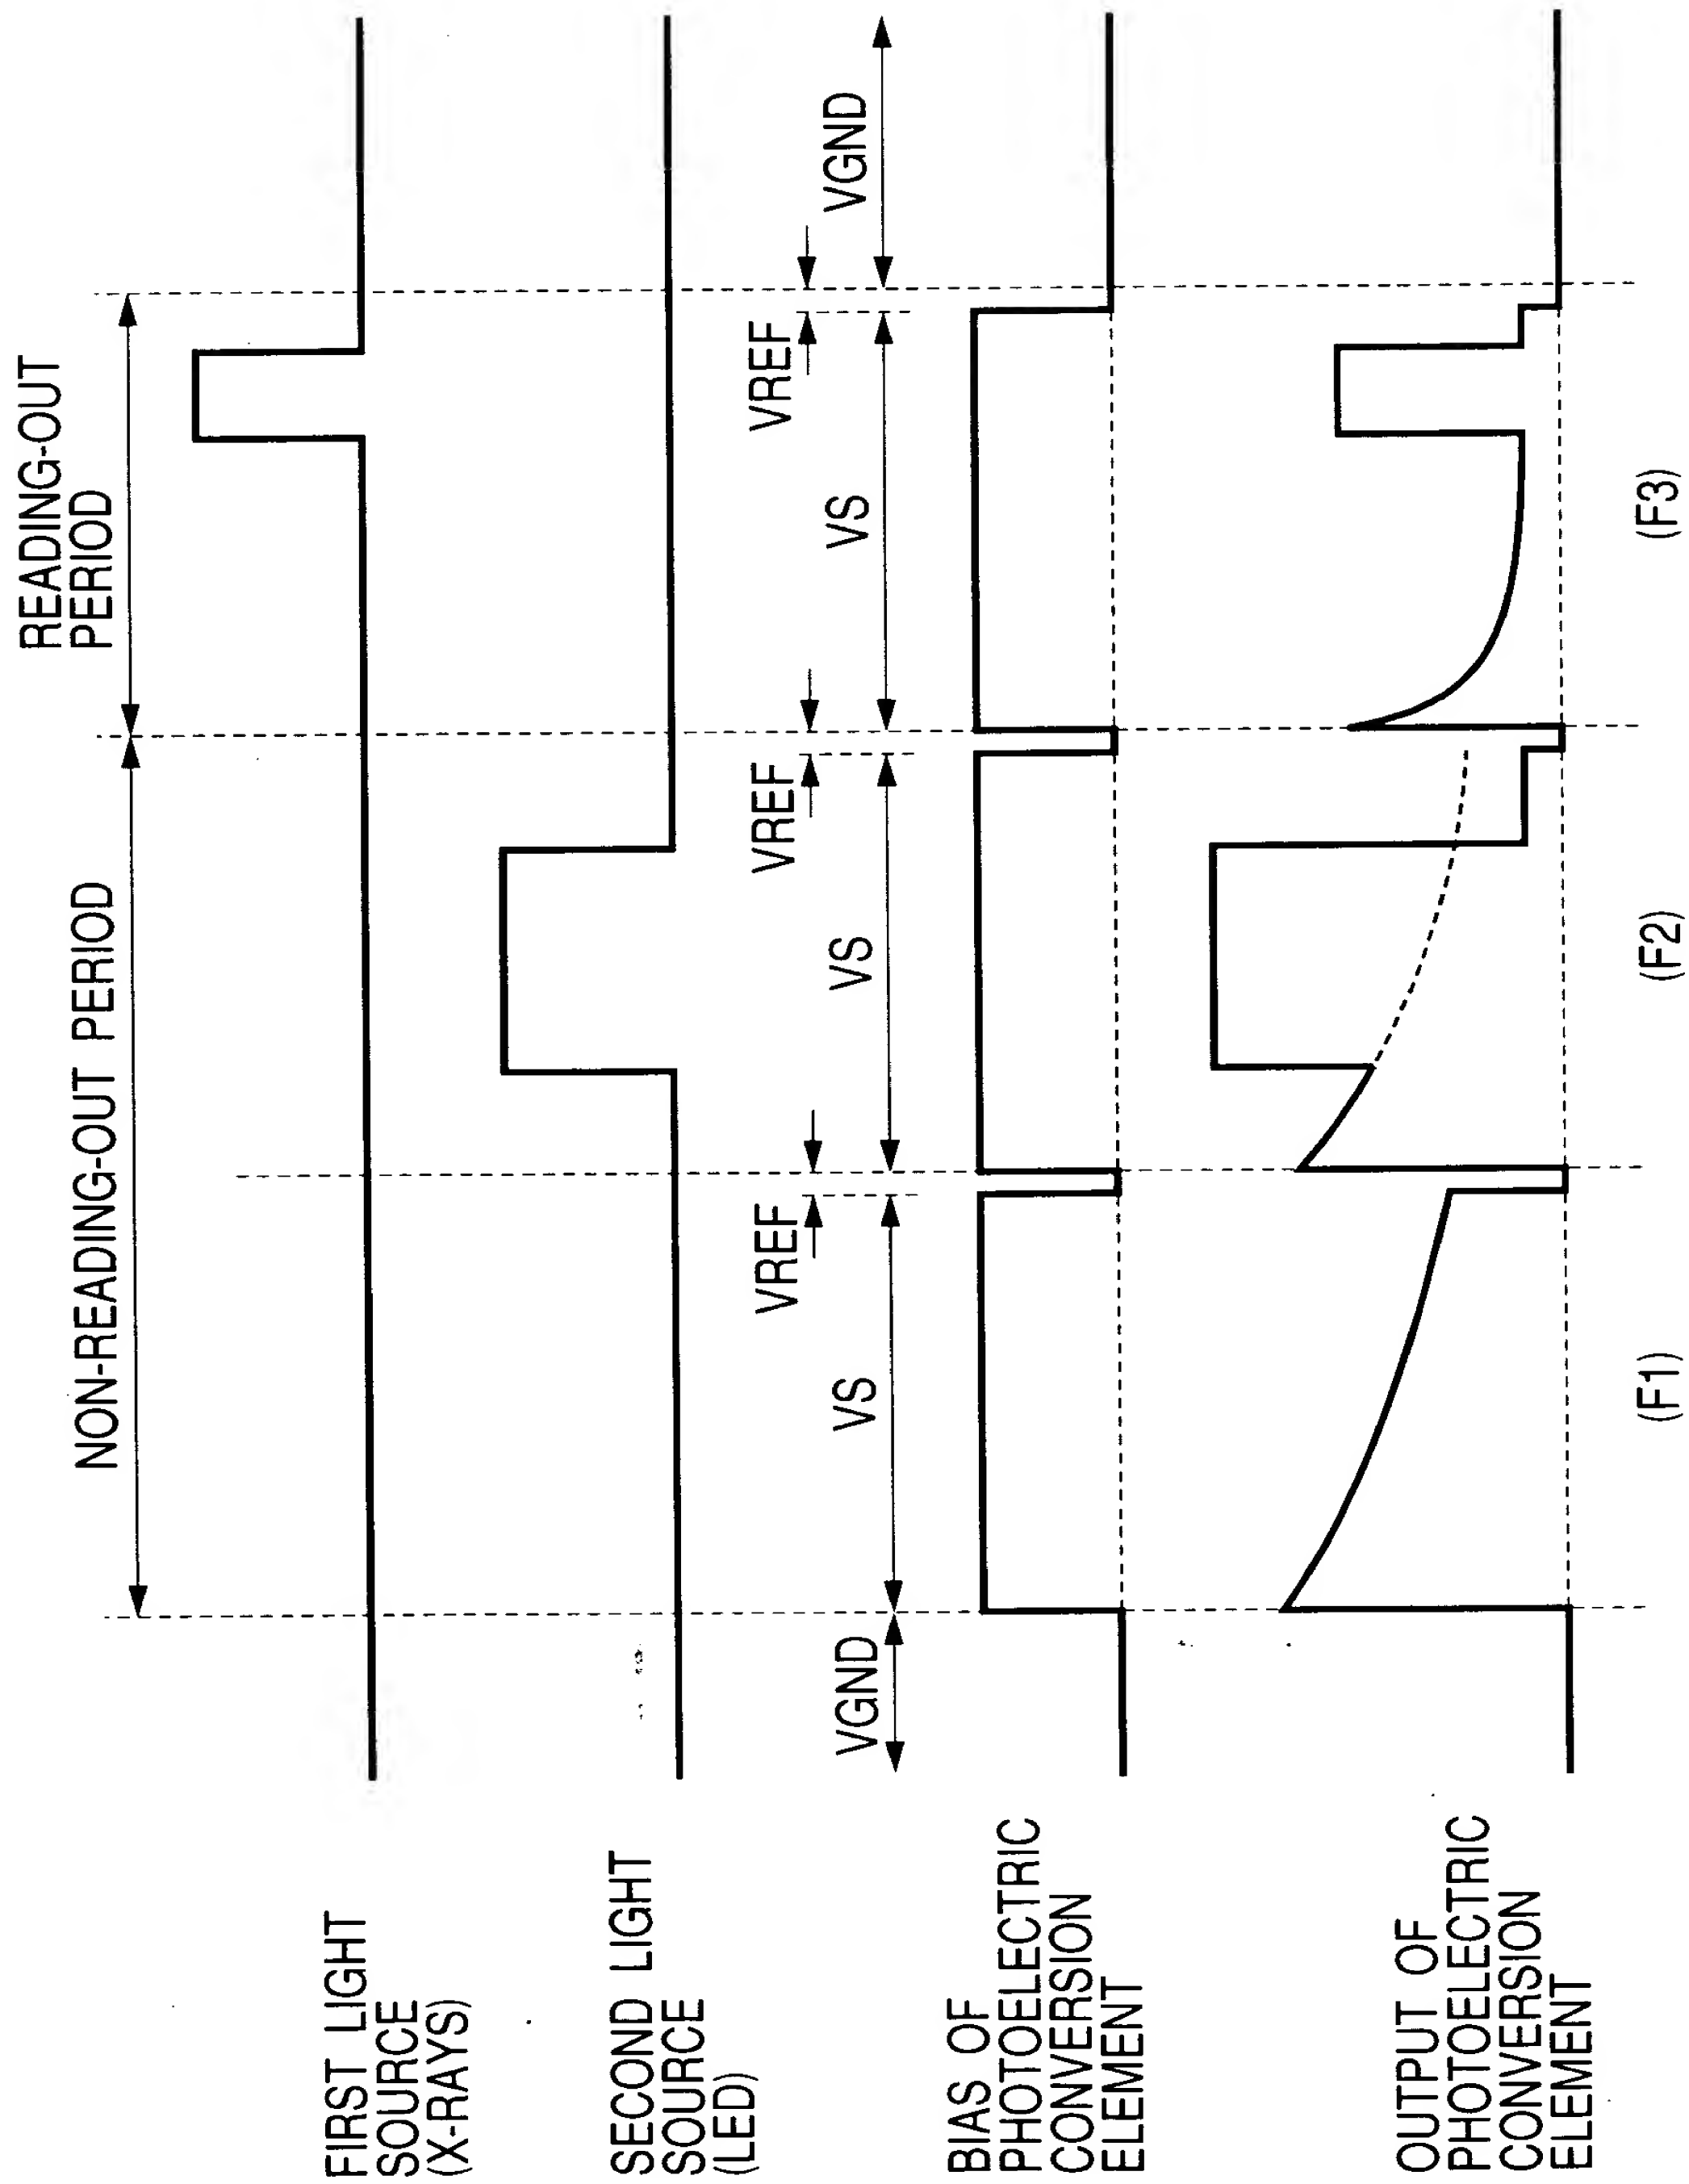 NON-READING-OUT PERIOD
READING-OUT
PERIOD
FIRST LIGHT
SOURCE
(X-RAYS)
SECOND LIGHT
SOURCE
(LED)
VREF
VREF
VREF
VGND
VS
VS
VS
VGND
BIAS OF
PHOTOELECTRIC
CONVERSION
ELEMENT
OUTPUT OF
PHOTOELECTRIC
CONVERSION
ELEMENT
(F1)
(F2)
(F3)